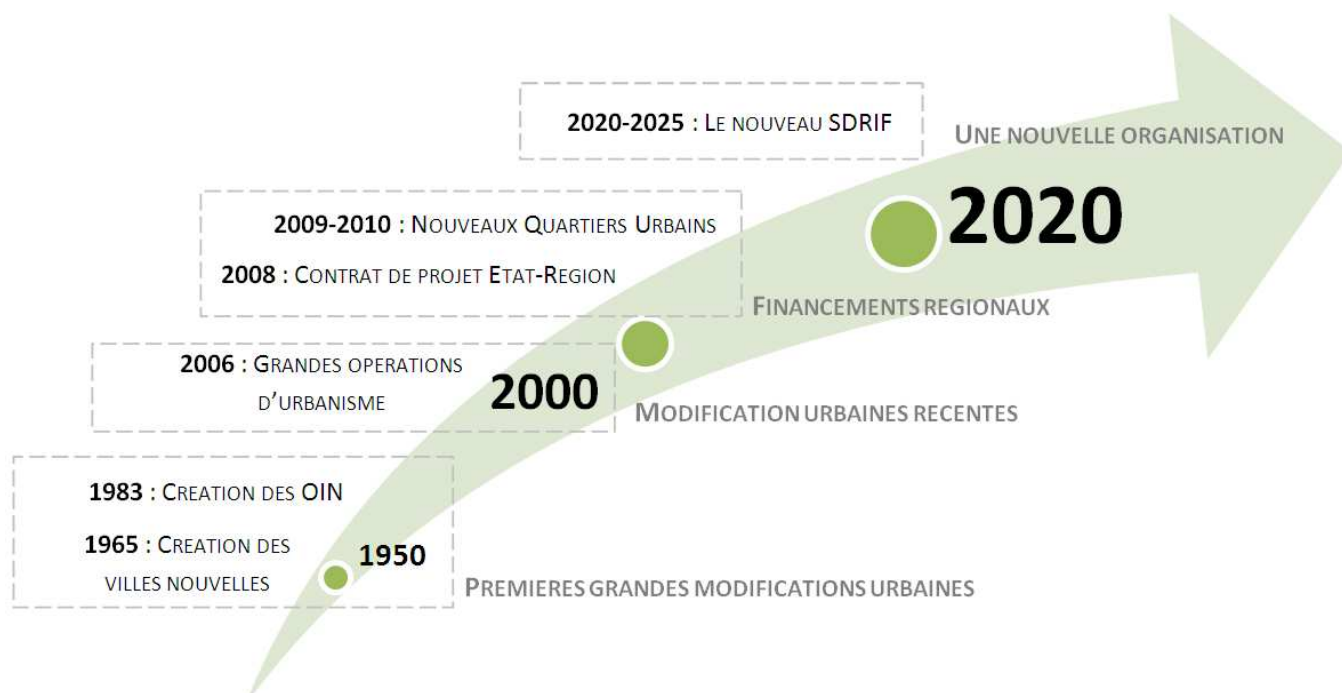 2020-2025 : LE NOUVEAU SDRIF
UNE NOUVELLE ORGANISATION
2020
2009-2010 : NOUVEAUX QUARTIERS URBAINS
2008 : CONTRAT DE PROJET ETAT-REGION
FINANCEMENTS REGIONAUX
2006 : GRANDES OPERATIONS
D'URBANISME
2000
MODIFICATION URBAINES RECENTES
1983 : CREATION DES OIN
1965 : CREATION DES
VILLES NOUVELLES
1950
PREMIERES GRANDES MODIFICATIONS URBAINES